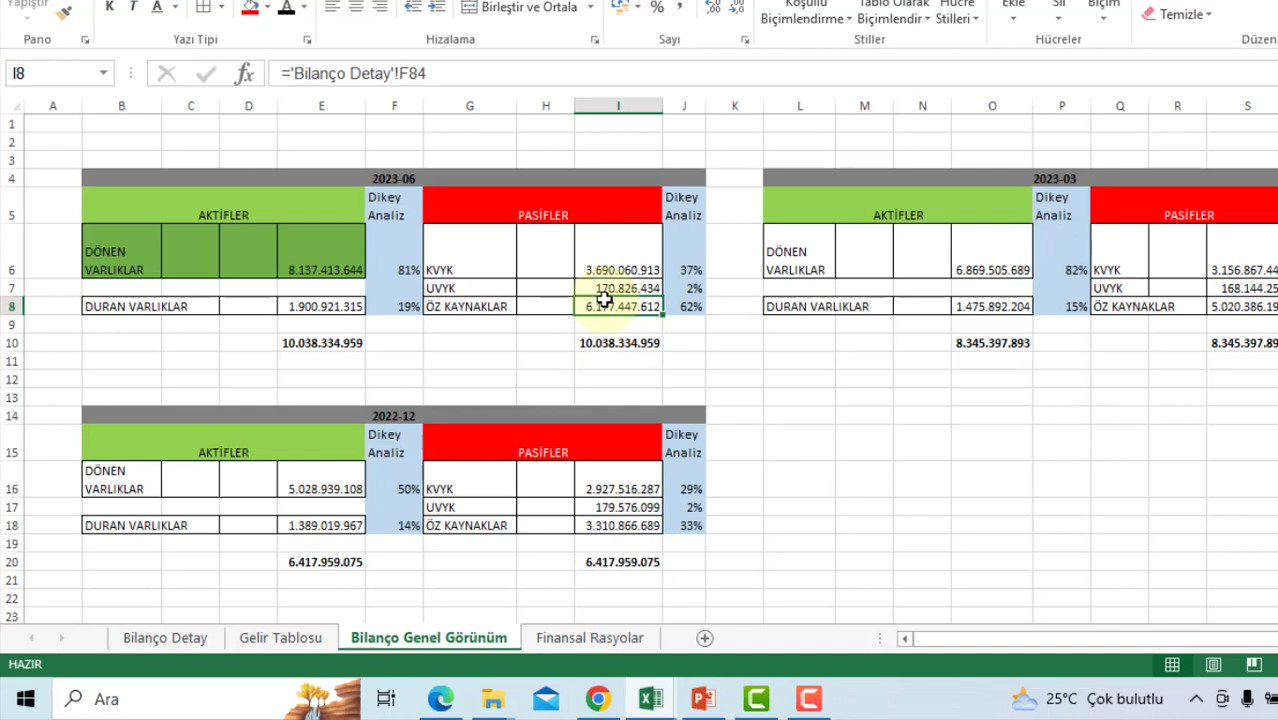 Yapıştır
K T A A
Birleştir ve Ortala
%
Koşullu Biçimlendirme
Tablo Olarak Biçimlendir
Hücre Stilleri
Ekle Sil Biçim
Temizle
Pano Yazı Tipi Hizalama Sayı Stiller Hücreler Düzen
I8 fx ='Bilanço Detay'!F84
A B C D E F G H I J K L M N O P Q R S
1
2
3
4 2023-06 2023-03
5 AKTİFLER Dikey Analiz PASİFLER Dikey Analiz AKTİFLER Dikey Analiz PASİFLER
6 DÖNEN VARLIKLAR 8.137.413.644 81% KVYK 3.690.060.913 37% DÖNEN VARLIKLAR 6.869.505.689 82% KVYK 3.156.867.44
7 UVYK 170.826.434 2% UVYK 168.144.25
8 DURAN VARLIKLAR 1.900.921.315 19% ÖZ KAYNAKLAR 6.177.447.612 62% DURAN VARLIKLAR 1.475.892.204 15% ÖZ KAYNAKLAR 5.020.386.19
9
10 10.038.334.959 10.038.334.959 8.345.397.893 8.345.397.89
11
12
13
14 2022-12
15 AKTİFLER Dikey Analiz PASİFLER Dikey Analiz
16 DÖNEN VARLIKLAR 5.028.939.108 50% KVYK 2.927.516.287 29%
17 UVYK 179.576.099 2%
18 DURAN VARLIKLAR 1.389.019.967 14% ÖZ KAYNAKLAR 3.310.866.689 33%
19
20 6.417.959.075 6.417.959.075
21
22
23
Bilanço Detay Gelir Tablosu Bilanço Genel Görünüm Finansal Rasyolar
HAZIR
Ara 25°C Çok bulutlu